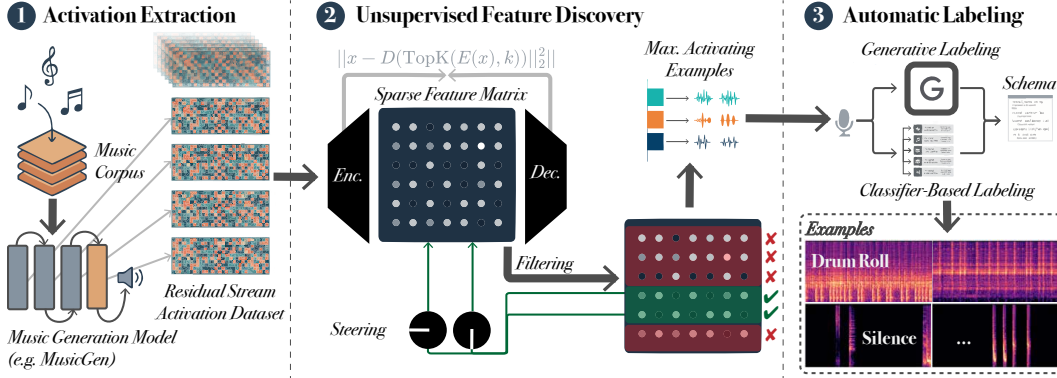 1 Activation Extraction
Music
Corpus
Residual Stream
Activation Dataset
Music Generation Model
(e.g. MusicGen)
2 Unsupervised Feature Discovery
||x − D(TopK(E(x), k))||₂²||
Sparse Feature Matrix
Enc.
Dec.
Max. Activating
Examples
Filtering
Steering
3 Automatic Labeling
Generative Labeling
G
Schema
Classifier-Based Labeling
Examples
Drum Roll
Silence
...